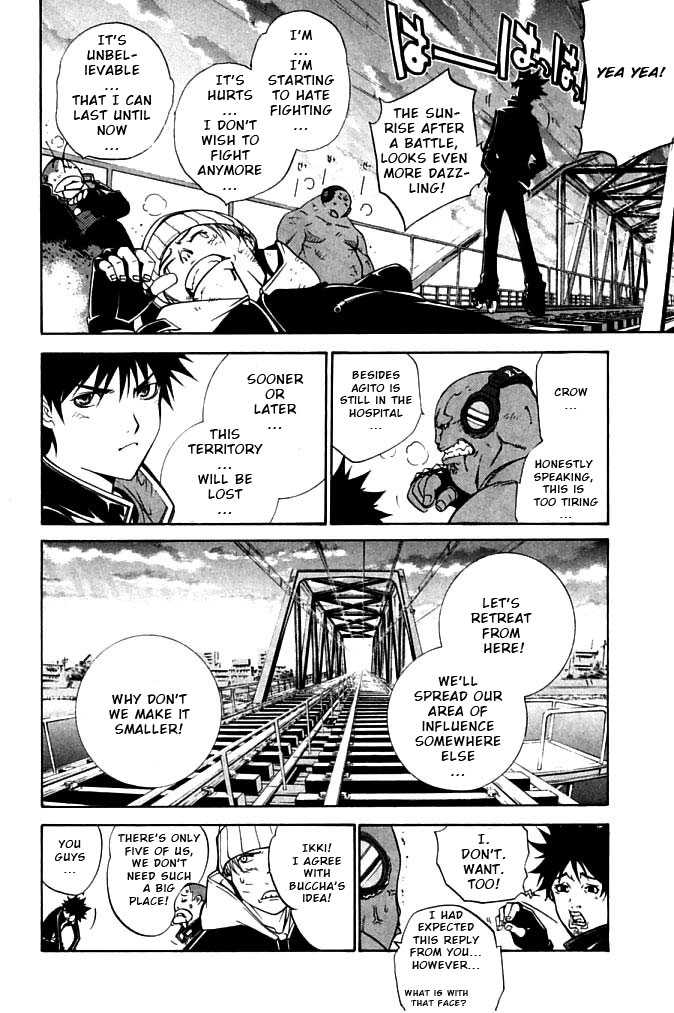 YEA YEA!
THE SUN-
RISE AFTER
A BATTLE,
LOOKS EVEN
MORE DAZZ-
LING!
I'M
...
I'M
STARTING
TO HATE
FIGHTING
...
IT'S
HURTS
...
I DON'T
WISH TO
FIGHT
ANYMORE
...
IT'S
UNBEL-
IEVABLE
...
THAT I CAN
LAST UNTIL
NOW
...
CROW
...
HONESTLY
SPEAKING,
THIS IS
TOO TIRING
...
BESIDES
AGITO IS
STILL IN THE
HOSPITAL
...
SOONER
OR
LATER
...
THIS
TERRITORY
...
WILL BE
LOST
...
LET'S
RETREAT
FROM
HERE!
WE'LL
SPREAD OUR
AREA OF
INFLUENCE
SOMEWHERE
ELSE
...
WHY DON'T
WE MAKE IT
SMALLER!
I.
DON'T.
WANT.
TOO!
I HAD
EXPECTED
THIS REPLY
FROM
YOU...
HOWEVER...
WHAT IS WITH
THAT FACE?
IKKI!
I AGREE
WITH
BUCCHA'S
IDEA!
THERE'S ONLY
FIVE OF US,
WE DON'T
NEED SUCH
A BIG
PLACE!
YOU
GUYS
...